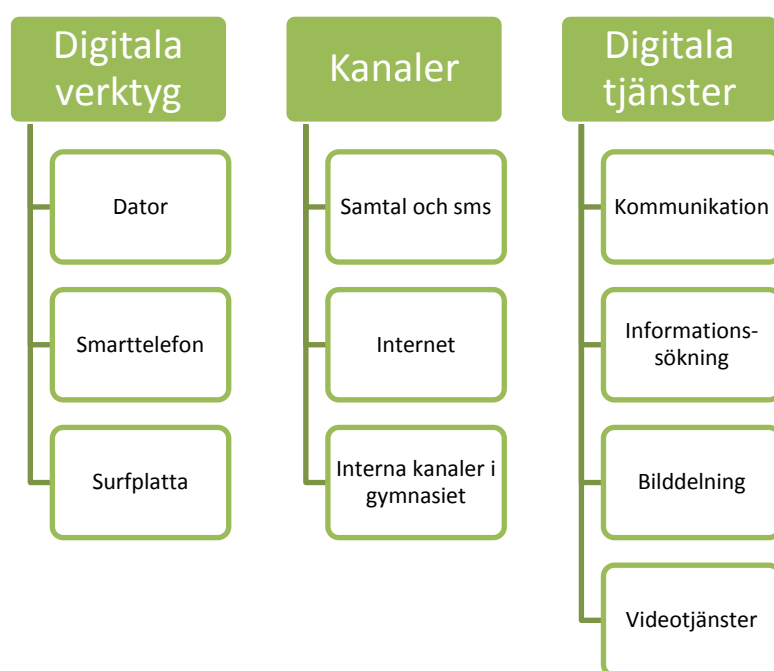 Digitala
verktyg
Dator
Smarttelefon
Surfplatta
Kanaler
Samtal och sms
Internet
Interna kanaler i
gymnasiet
Digitala
tjänster
Kommunikation
Informations-
sökning
Bilddelning
Videotjänster